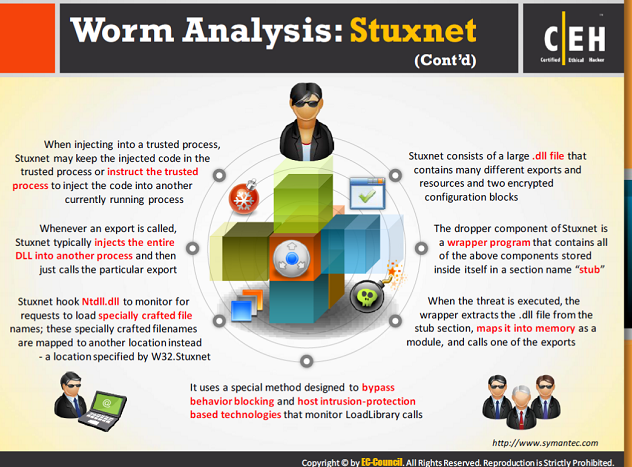 Worm Analysis: Stuxnet
(Cont'd)
C|EH
Certified Ethical Hacker
When injecting into a trusted process,
Stuxnet may keep the injected code in the
trusted process or instruct the trusted
process to inject the code into another
currently running process
Stuxnet consists of a large .dll file that
contains many different exports and
resources and two encrypted
configuration blocks
Whenever an export is called,
Stuxnet typically injects the entire
DLL into another process and then
just calls the particular export
The dropper component of Stuxnet is
a wrapper program that contains all
of the above components stored
inside itself in a section name “stub”
Stuxnet hook Ntdll.dll to monitor for
requests to load specially crafted file
names; these specially crafted filenames
are mapped to another location instead
- a location specified by W32.Stuxnet
When the threat is executed, the
wrapper extracts the .dll file from the
stub section, maps it into memory as a
module, and calls one of the exports
It uses a special method designed to bypass
behavior blocking and host intrusion-protection
based technologies that monitor LoadLibrary calls
http://www.symantec.com
Copyright © by EC-Council. All Rights Reserved. Reproduction is Strictly Prohibited.